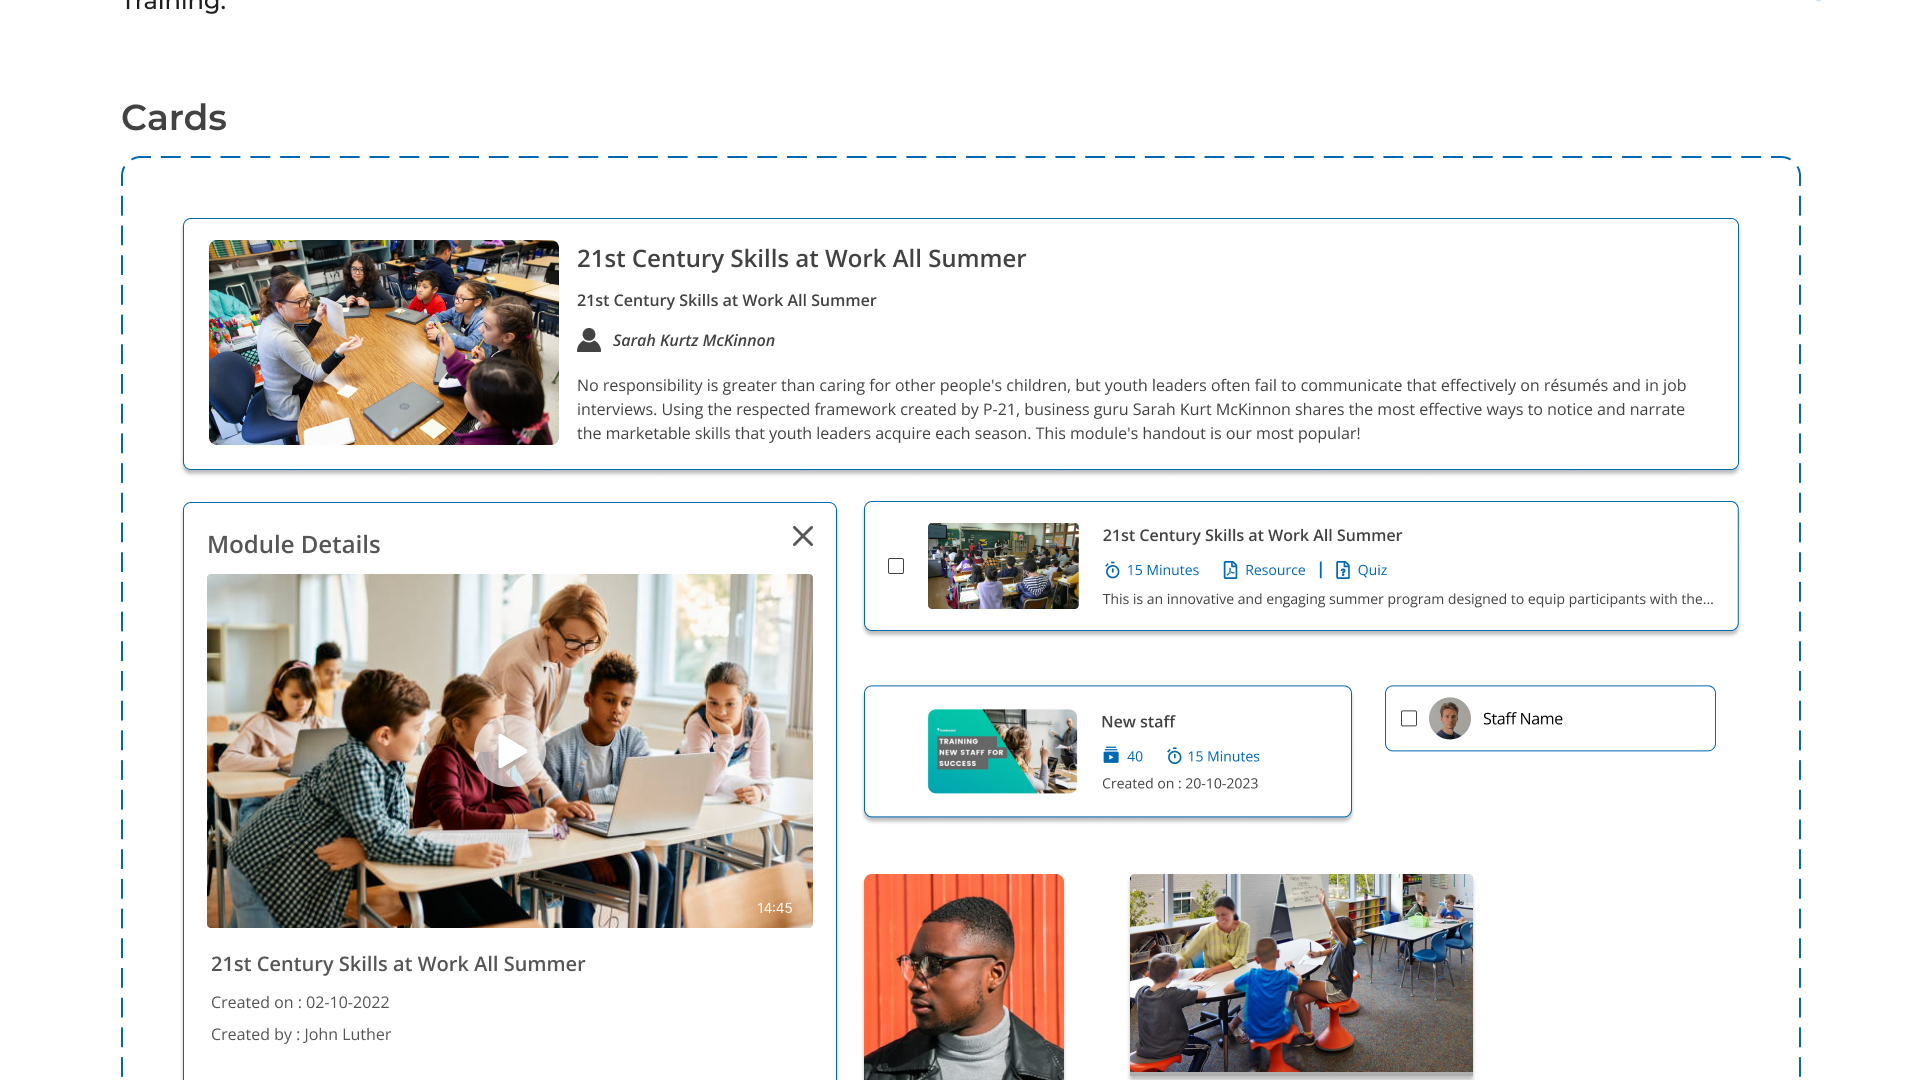 Training.
Cards
21st Century Skills at Work All Summer
21st Century Skills at Work All Summer
Sarah Kurtz McKinnon
No responsibility is greater than caring for other people's children, but youth leaders often fail to communicate that effectively on résumés and in job
interviews. Using the respected framework created by P-21, business guru Sarah Kurt McKinnon shares the most effective ways to notice and narrate
the marketable skills that youth leaders acquire each season. This module's handout is our most popular!
Module Details
14:45
21st Century Skills at Work All Summer
Created on : 02-10-2022
Created by : John Luther
21st Century Skills at Work All Summer
15 Minutes Resource | Quiz
This is an innovative and engaging summer program designed to equip participants with the...
TRAINING
NEW STAFF FOR
SUCCESS
New staff
40 15 Minutes
Created on : 20-10-2023
Staff Name